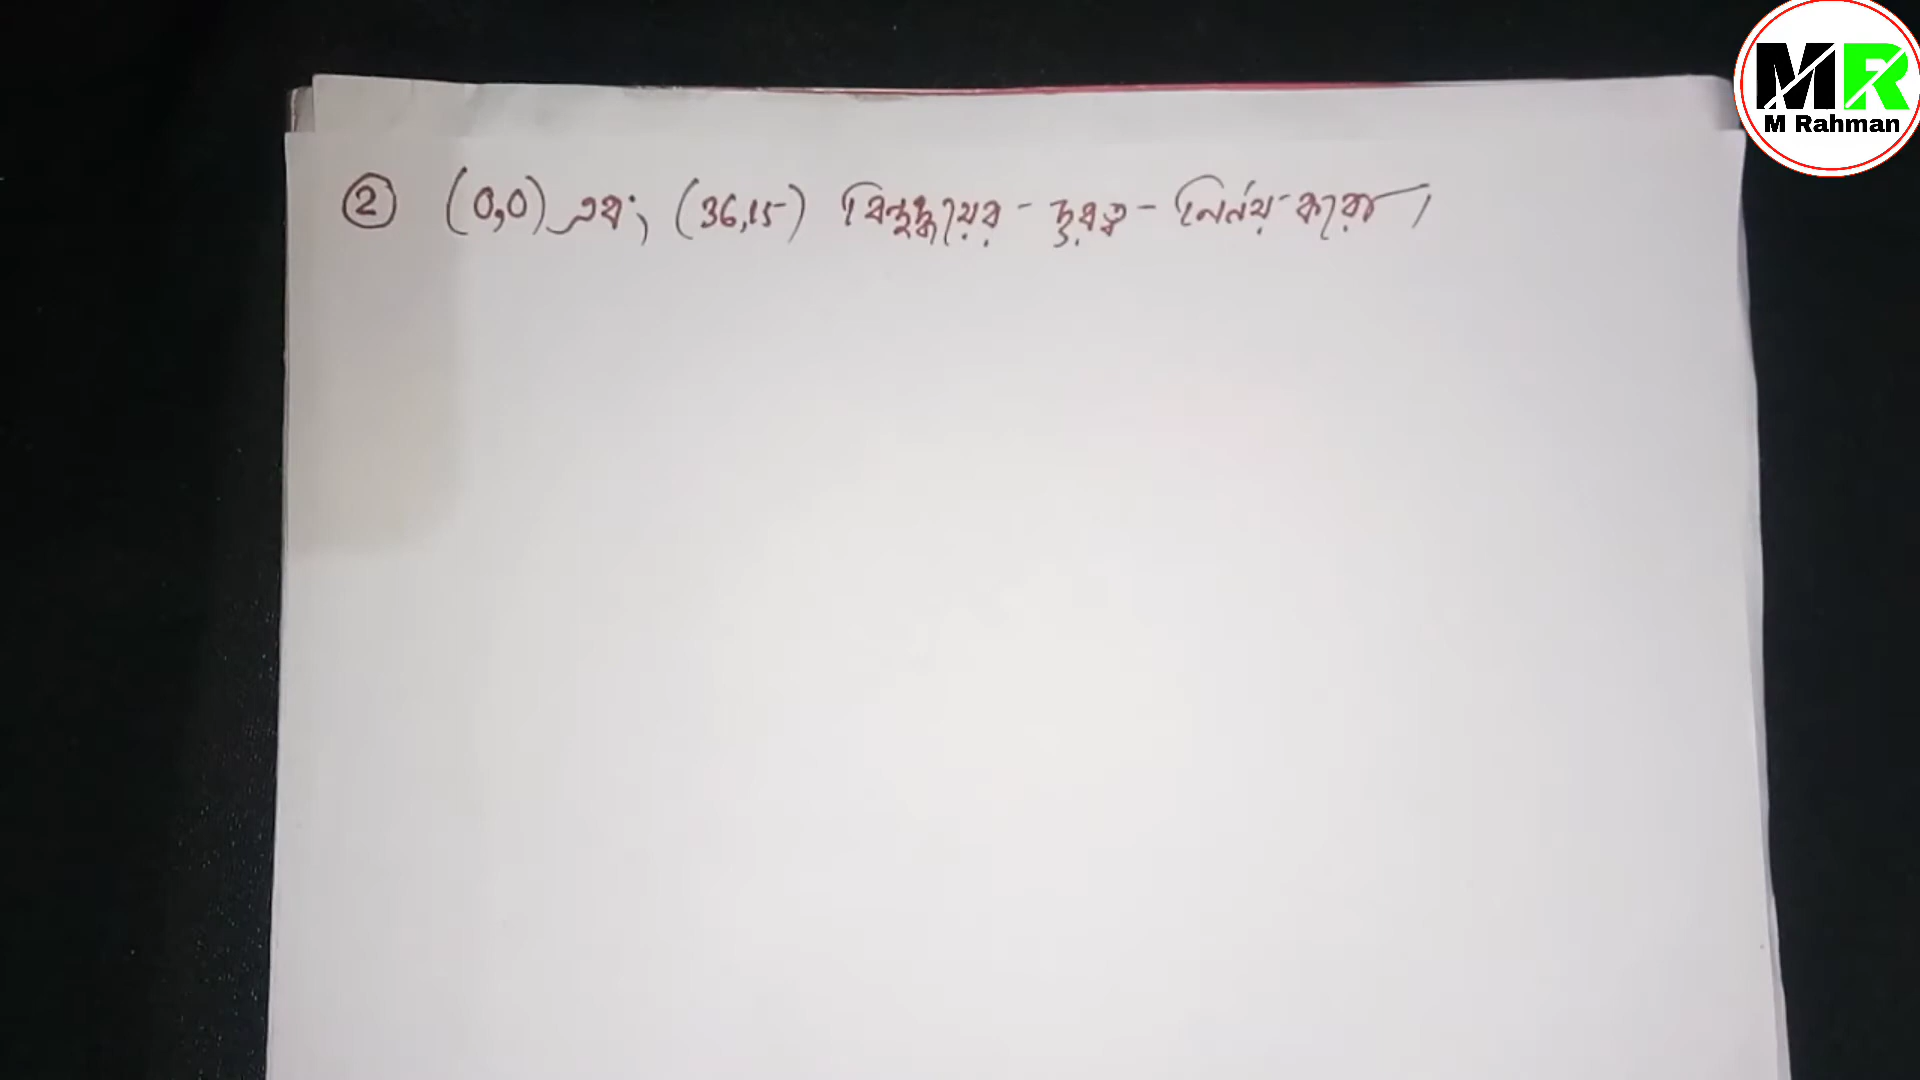 MR
M Rahman
② (0,0) এবং (36,15) বিন্দুদ্বয়ের দূরত্ব নির্ণয় করো।